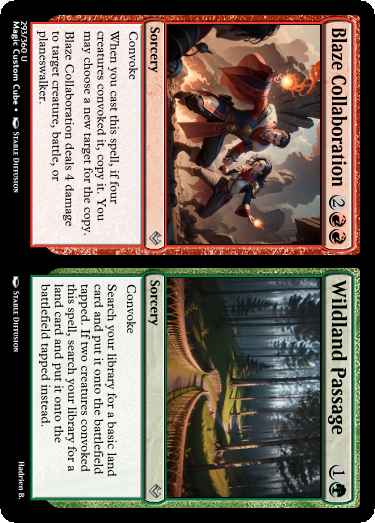 Blaze Collaboration 2
Sorcery
Convoke
When you cast this spell, if four
creatures convoked it, copy it. You
may choose a new target for the copy.
Blaze Collaboration deals 4 damage
to target creature, battle, or
planeswalker.
293/360 U
Magic Custom Cube • Stable Diffusion
Wildland Passage 1
Sorcery
Convoke
Search your library for a basic land
card and put it onto the battlefield
tapped. If two creatures convoked
this spell, search your library for a
land card and put it onto the
battlefield tapped instead.
Stable Diffusion
Hadrien B.